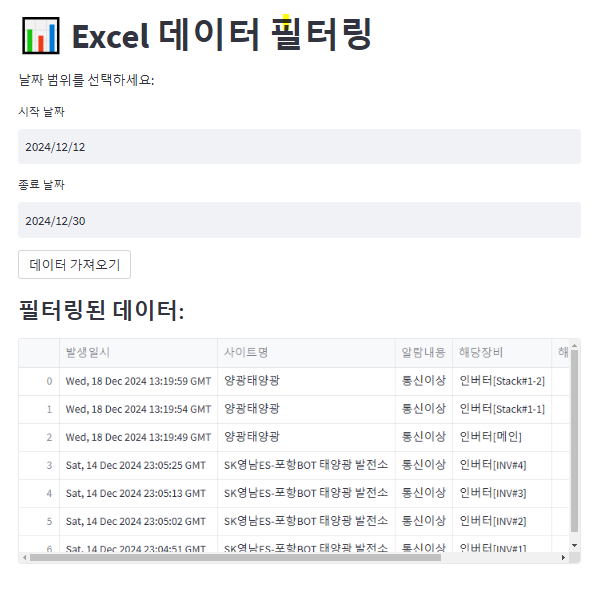 Excel 데이터 필터링
날짜 범위를 선택하세요:
시작 날짜
2024/12/12
종료 날짜
2024/12/30
데이터 가져오기
필터링된 데이터:
발생일시 사이트명 알람내용 해당장비 해
0 Wed, 18 Dec 2024 13:19:59 GMT 양광태양광 통신이상 인버터[Stack#1-2]
1 Wed, 18 Dec 2024 13:19:54 GMT 양광태양광 통신이상 인버터[Stack#1-1]
2 Wed, 18 Dec 2024 13:19:49 GMT 양광태양광 통신이상 인버터[메인]
3 Sat, 14 Dec 2024 23:05:25 GMT SK영남ES-포항BOT 태양광 발전소 통신이상 인버터[INV#4]
4 Sat, 14 Dec 2024 23:05:13 GMT SK영남ES-포항BOT 태양광 발전소 통신이상 인버터[INV#3]
5 Sat, 14 Dec 2024 23:05:02 GMT SK영남ES-포항BOT 태양광 발전소 통신이상 인버터[INV#2]
6 Sat, 14 Dec 2024 23:04:51 GMT SK영남ES-포항BOT 태양광 발전소 통신이상 인버터[INV#1]